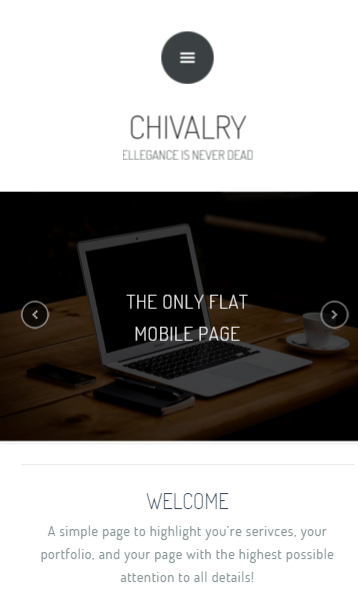 CHIVALRY
ELLEGANCE IS NEVER DEAD
THE ONLY FLAT
MOBILE PAGE
WELCOME
A simple page to highlight you're serivces, your
portfolio, and your page with the highest possible
attention to all details!